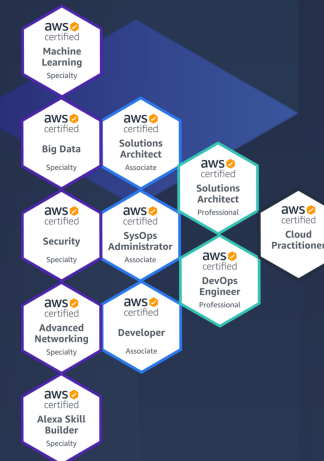 aws
certified
Machine
Learning
Specialty
aws
certified
Big Data
Specialty
aws
certified
Solutions
Architect
Associate
aws
certified
Solutions
Architect
Professional
aws
certified
Security
Specialty
aws
certified
SysOps
Administrator
Associate
aws
certified
Cloud
Practitioner
aws
certified
DevOps
Engineer
Professional
aws
certified
Advanced
Networking
Specialty
aws
certified
Developer
Associate
aws
certified
Alexa Skill
Builder
Specialty